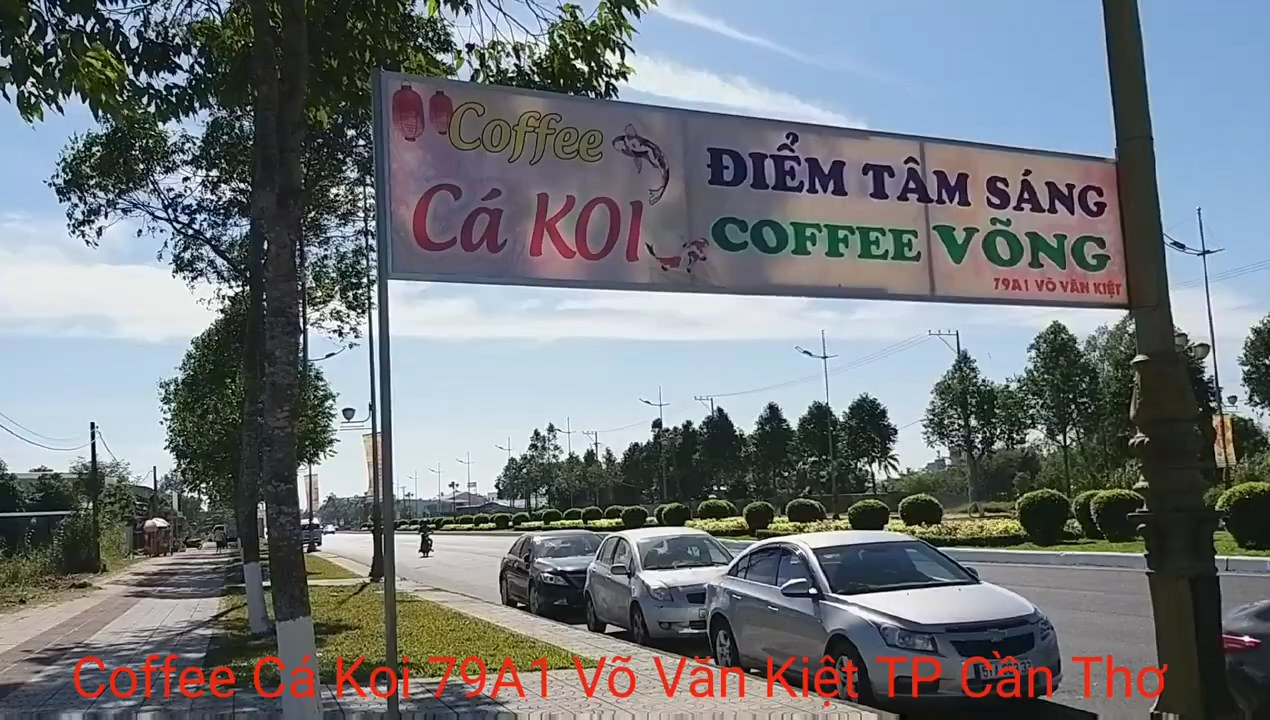 Coffee
Cá KOI
ĐIỂM TÂM SÁNG
COFFEE VÕNG
79A1 VÕ VĂN KIỆT
Coffee Cá Koi 79A1 Võ Văn Kiệt TP Cần Thơ